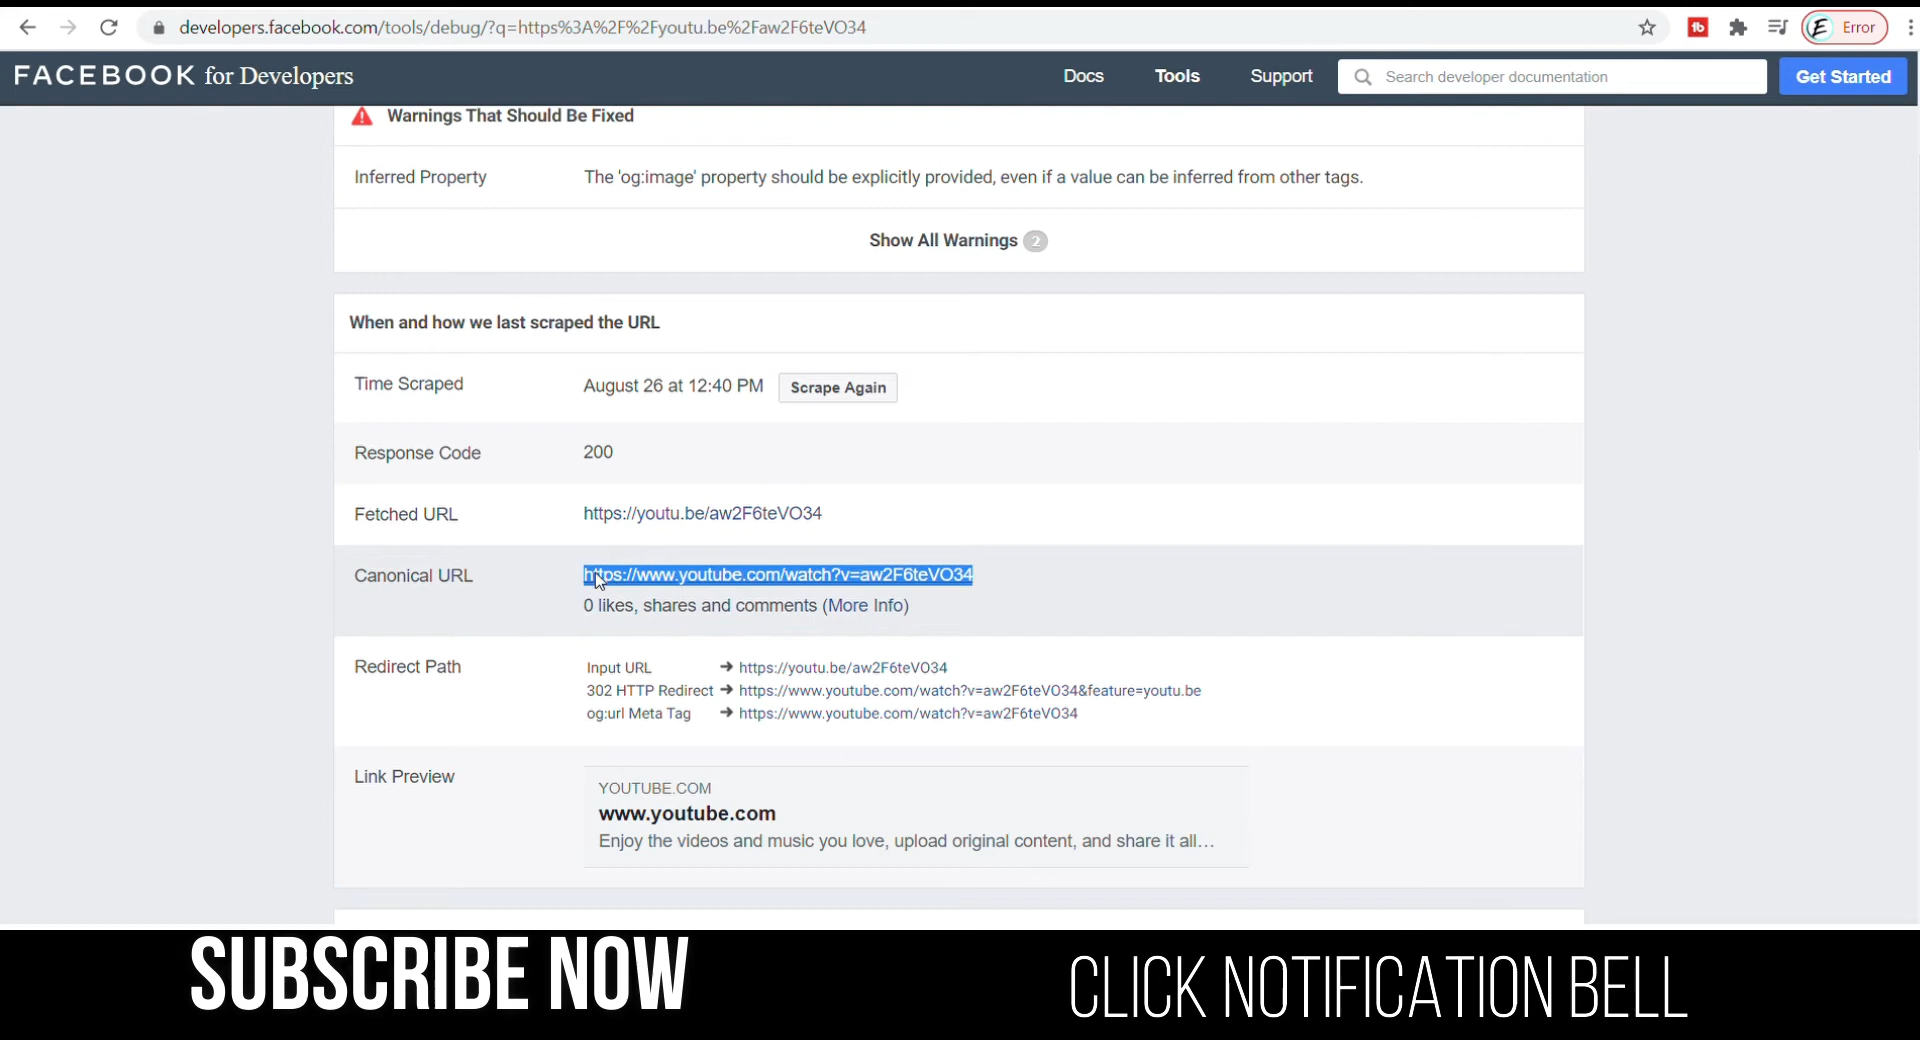 developers.facebook.com/tools/debug/?q=https%3A%2F%2Fyoutu.be%2Faw2F6teVO34
Error
FACEBOOK for Developers
Docs
Tools
Support
Search developer documentation
Get Started
Warnings That Should Be Fixed
Inferred Property
The 'og:image' property should be explicitly provided, even if a value can be inferred from other tags.
Show All Warnings 2
When and how we last scraped the URL
Time Scraped
August 26 at 12:40 PM
Scrape Again
Response Code
200
Fetched URL
https://youtu.be/aw2F6teVO34
Canonical URL
https://www.youtube.com/watch?v=aw2F6teVO34
0 likes, shares and comments (More Info)
Redirect Path
Input URL
https://youtu.be/aw2F6teVO34
302 HTTP Redirect
https://www.youtube.com/watch?v=aw2F6teVO34&feature=youtu.be
og:url Meta Tag
https://www.youtube.com/watch?v=aw2F6teVO34
Link Preview
YOUTUBE.COM
www.youtube.com
Enjoy the videos and music you love, upload original content, and share it all...
SUBSCRIBE NOW
CLICK NOTIFICATION BELL